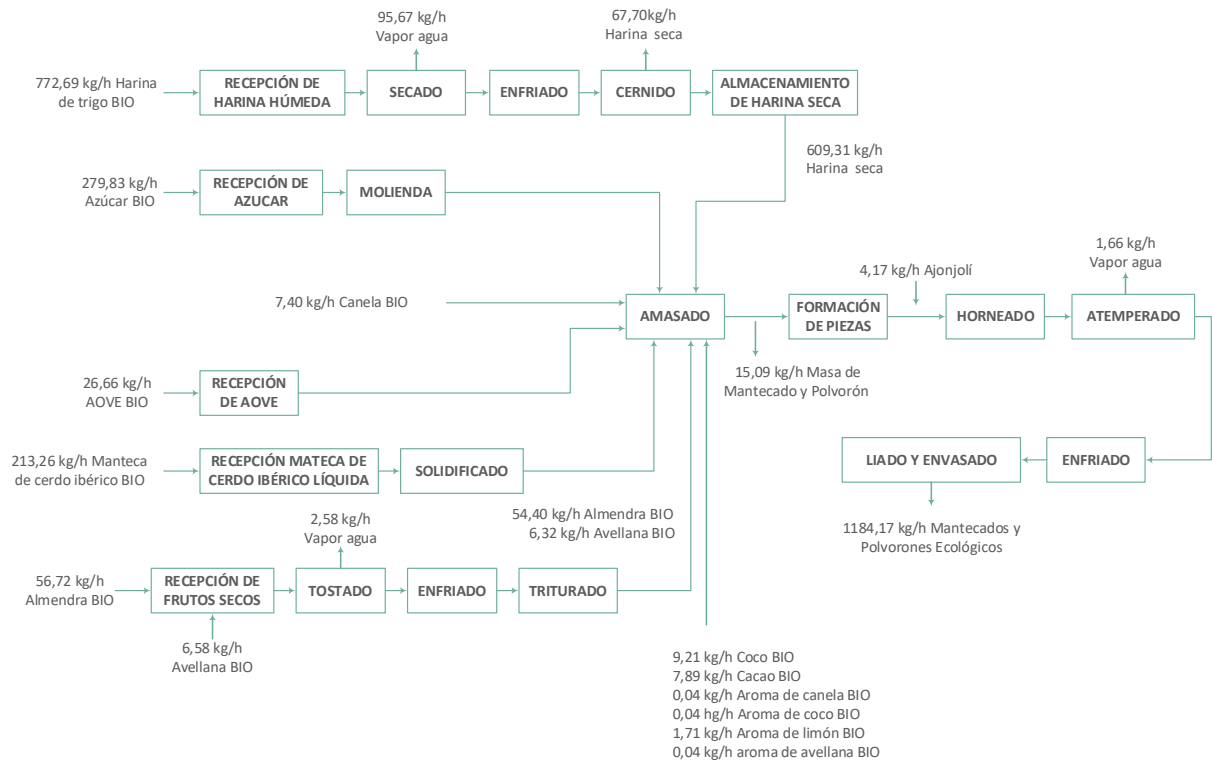 95,67 kg/h
Vapor agua
67,70kg/h
Harina seca
772,69 kg/h Harina
de trigo BIO
RECEPCIÓN DE
HARINA HÚMEDA
SECADO
ENFRIADO
CERNIDO
ALMACENAMIENTO
DE HARINA SECA
609,31 kg/h
Harina seca
279,83 kg/h
Azúcar BIO
RECEPCIÓN DE
AZUCAR
MOLIENDA
7,40 kg/h Canela BIO
AMASADO
FORMACIÓN
DE PIEZAS
4,17 kg/h Ajonjolí
HORNEADO
1,66 kg/h
Vapor agua
ATEMPERADO
15,09 kg/h Masa de
Mantecado y Polvorón
26,66 kg/h
AOVE BIO
RECEPCIÓN
DE AOVE
213,26 kg/h Manteca
de cerdo ibérico BIO
RECEPCIÓN MATECA DE
CERDO IBÉRICO LÍQUIDA
SOLIDIFICADO
LIADO Y ENVASADO
ENFRIADO
1184,17 kg/h Mantecados y
Polvorones Ecológicos
54,40 kg/h Almendra BIO
6,32 kg/h Avellana BIO
2,58 kg/h
Vapor agua
56,72 kg/h
Almendra BIO
RECEPCIÓN DE
FRUTOS SECOS
TOSTADO
ENFRIADO
TRITURADO
6,58 kg/h
Avellana BIO
9,21 kg/h Coco BIO
7,89 kg/h Cacao BIO
0,04 kg/h Aroma de canela BIO
0,04 hg/h Aroma de coco BIO
1,71 kg/h Aroma de limón BIO
0,04 kg/h aroma de avellana BIO